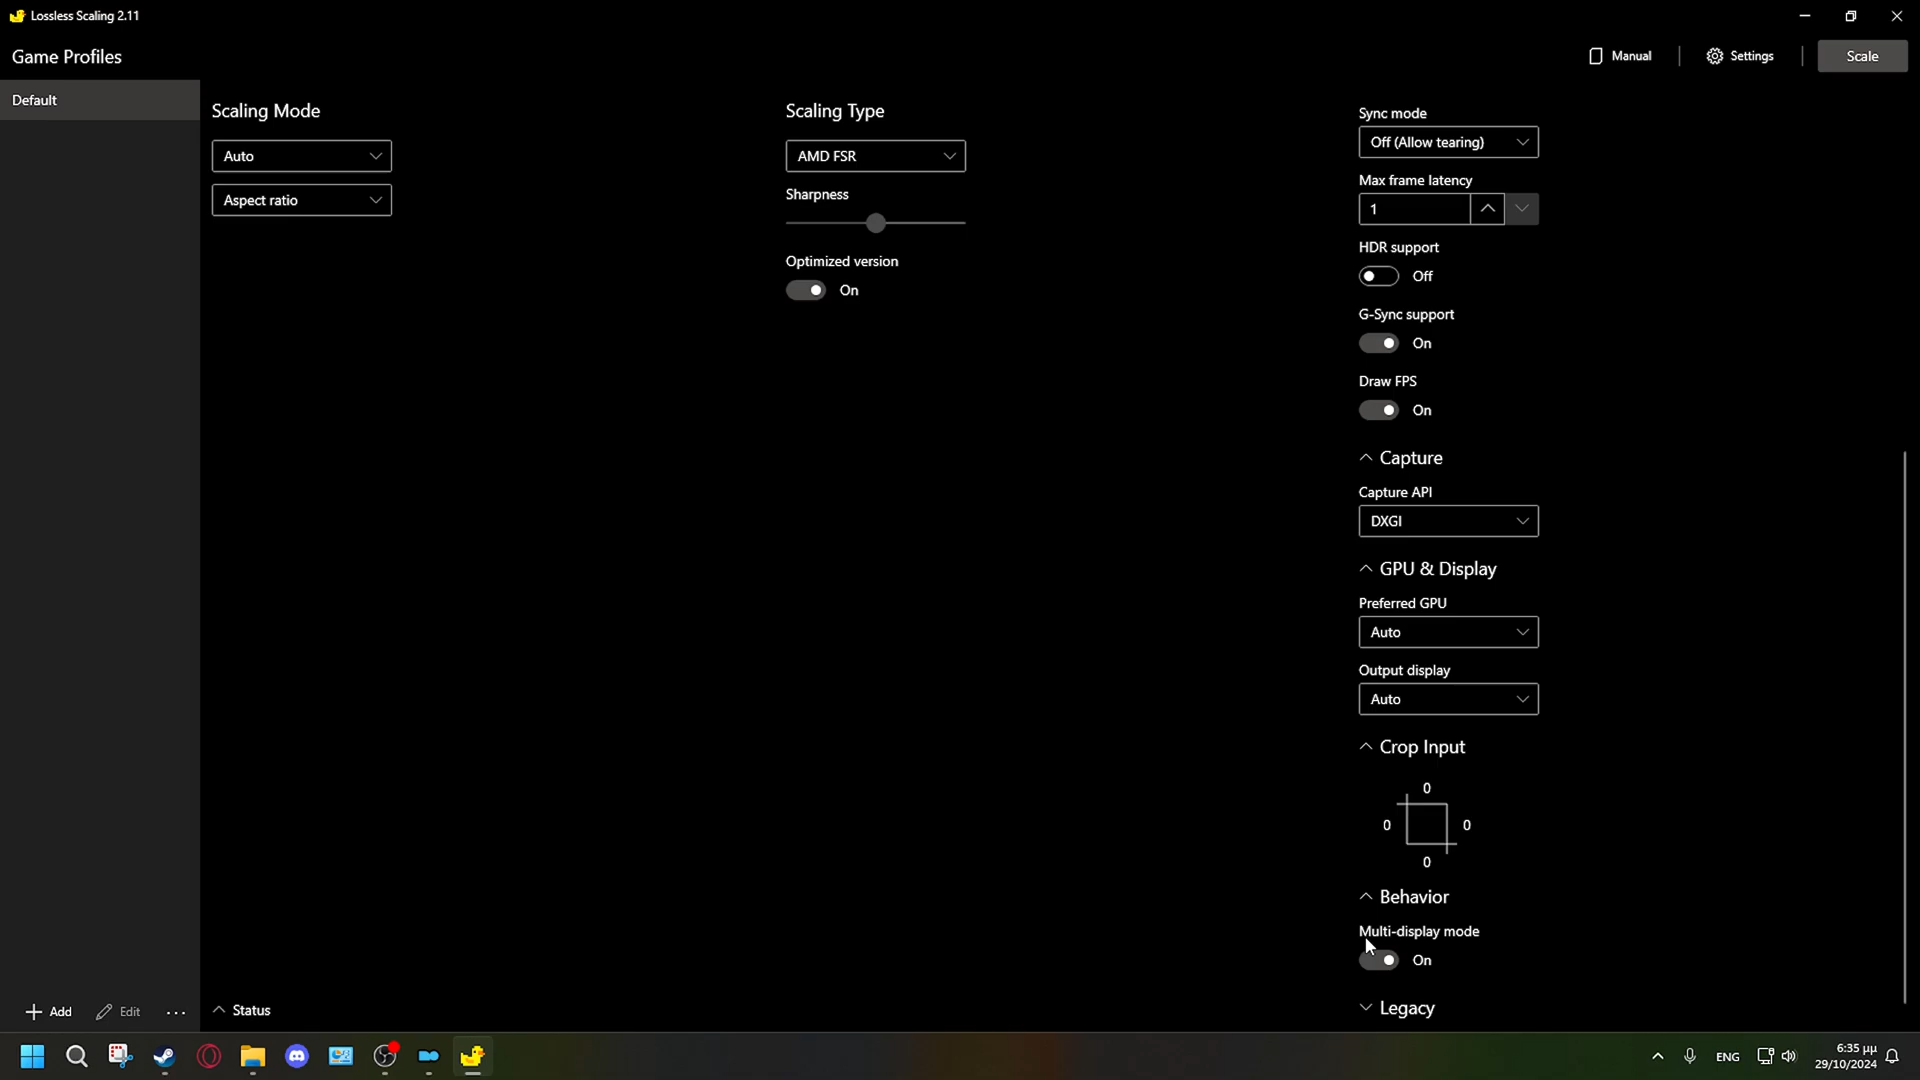 Lossless Scaling 2.11
Game Profiles
Manual
Settings
Scale
Default
Scaling Mode
Auto
Aspect ratio
Scaling Type
AMD FSR
Sharpness
Optimized version
On
Sync mode
Off (Allow tearing)
Max frame latency
1
HDR support
Off
G-Sync support
On
Draw FPS
On
Capture
Capture API
DXGI
GPU & Display
Preferred GPU
Auto
Output display
Auto
Crop Input
0
0 0
0
Behavior
Multi-display mode
On
Legacy
Add Edit ...
Status
ENG
6:35 μμ
29/10/2024